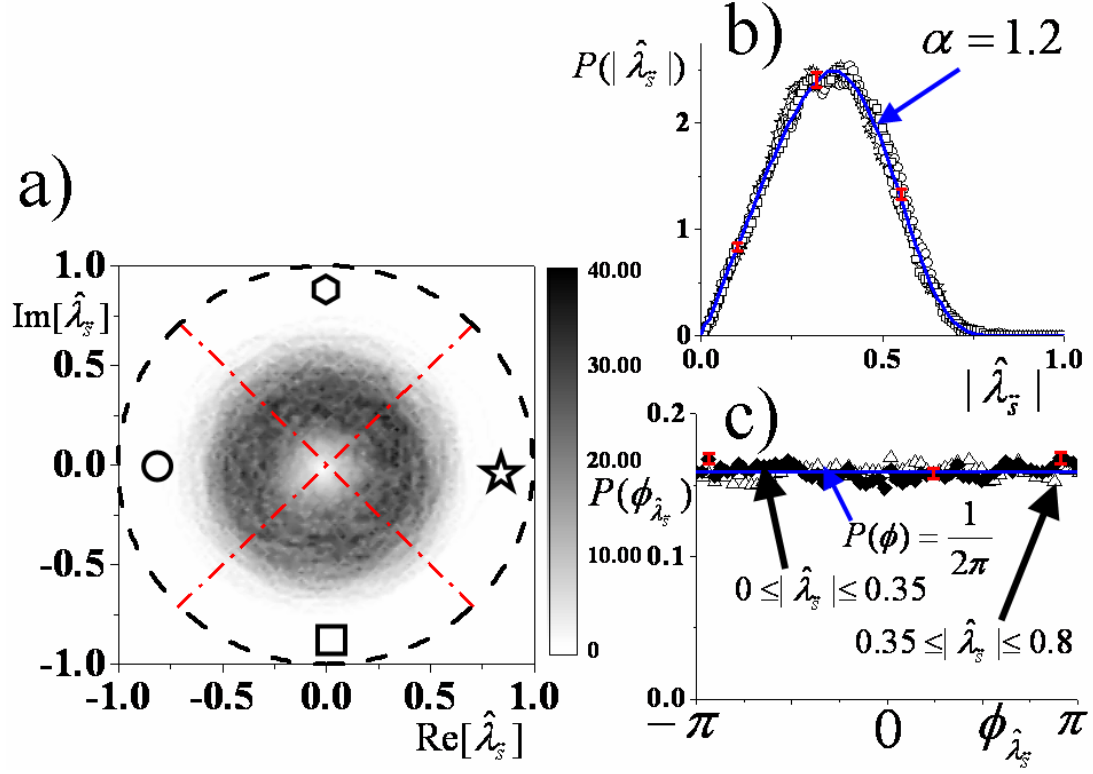 a)
1.0
Im[λ̂_s̃]
0.5
0.0
-0.5
-1.0
-1.0 -0.5 0.0 0.5 1.0
Re[λ̂_s̃]
40.00
30.00
20.00
10.00
0
b)
P(| λ̂_s̃ |)
α = 1.2
2
1
0
0.0 0.5 1.0
| λ̂_s̃ |
c)
0.2
P(ϕ_λ̂_s̃)
0.1
0.0
P(ϕ) = 1/2π
0 ≤| λ̂_s̃ |≤ 0.35
0.35 ≤| λ̂_s̃ |≤ 0.8
−π 0 ϕ_λ̂_s̃ π